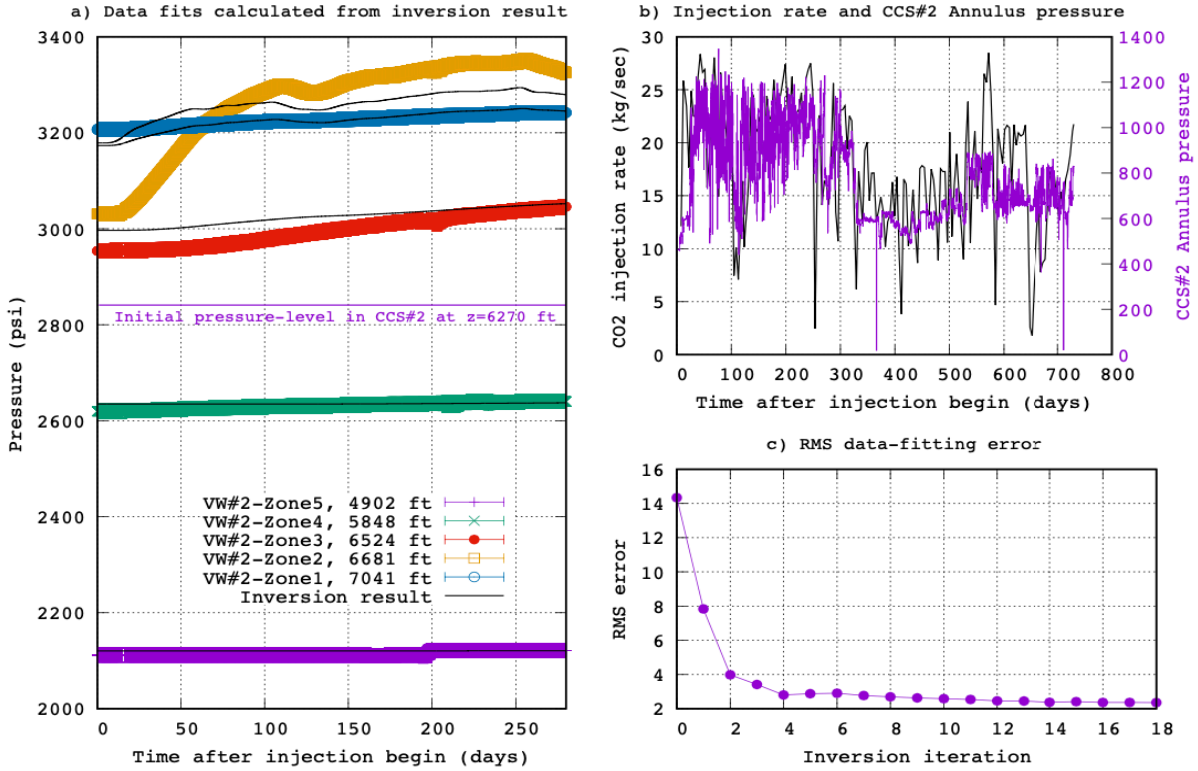 a) Data fits calculated from inversion result
3400
3200
3000
2800
2600
2400
2200
2000
Pressure (psi)
Initial pressure-level in CCS#2 at z=6270 ft
VW#2-Zone5, 4902 ft
VW#2-Zone4, 5848 ft
VW#2-Zone3, 6524 ft
VW#2-Zone2, 6681 ft
VW#2-Zone1, 7041 ft
Inversion result
0 50 100 150 200 250
Time after injection begin (days)
b) Injection rate and CCS#2 Annulus pressure
30
25
20
15
10
5
0
CO2 injection rate (kg/sec)
1400
1200
1000
800
600
400
200
0
CCS#2 Annulus pressure
0 100 200 300 400 500 600 700 800
Time after injection begin (days)
c) RMS data-fitting error
16
14
12
10
8
6
4
2
RMS error
0 2 4 6 8 10 12 14 16 18
Inversion iteration